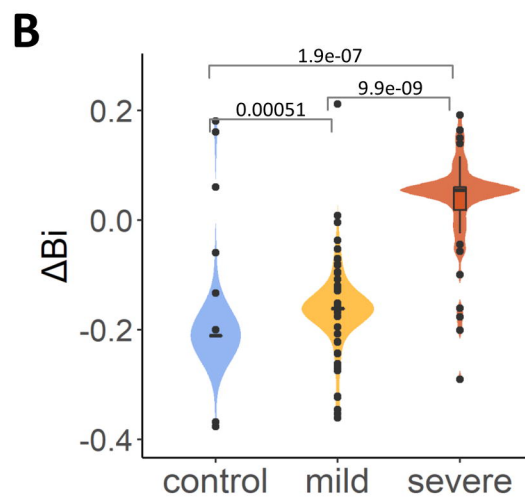 B
1.9e-07
9.9e-09
0.00051
0.2
0.0
-0.2
-0.4
ΔBi
control mild severe